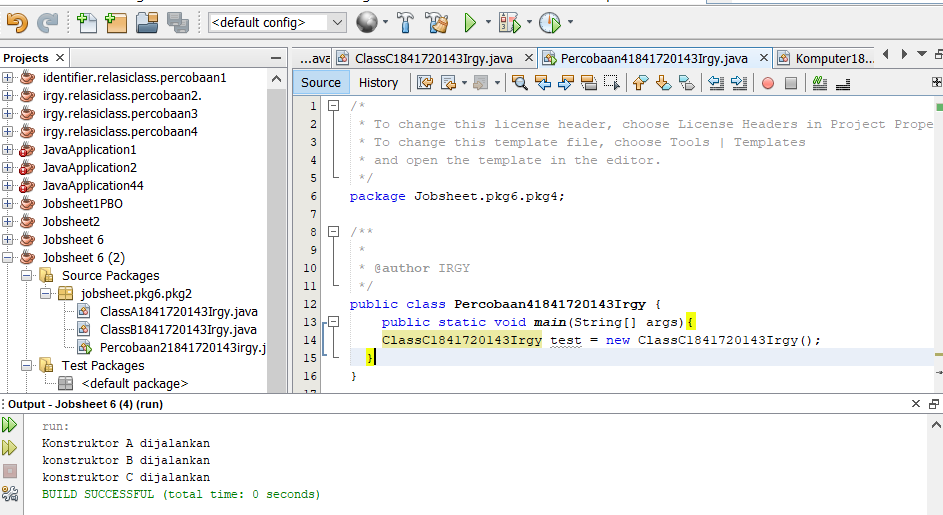 <default config>
Projects
identifier.relasiclass.percobaan1
irgy.relasiclass.percobaan2.
irgy.relasiclass.percobaan3
irgy.relasiclass.percobaan4
JavaApplication1
JavaApplication2
JavaApplication44
Jobsheet1PBO
Jobsheet2
Jobsheet 6
Jobsheet 6 (2)
Source Packages
jobsheet.pkg6.pkg2
ClassA1841720143Irgy.java
ClassB1841720143Irgy.java
Percobaan21841720143irgy.j
Test Packages
<default package>
...ava ClassC1841720143Irgy.java Percobaan41841720143Irgy.java Komputer18...
Source History
1 /*
2 * To change this license header, choose License Headers in Project Prope
3 * To change this template file, choose Tools | Templates
4 * and open the template in the editor.
5 */
6 package Jobsheet.pkg6.pkg4;
7
8 /**
9 *
10 * @author IRGY
11 */
12 public class Percobaan41841720143Irgy {
13 public static void main(String[] args){
14 ClassC1841720143Irgy test = new ClassC1841720143Irgy();
15 }
16 }
Output - Jobsheet 6 (4) (run)
run:
Konstruktor A dijalankan
konstruktor B dijalankan
konstruktor C dijalankan
BUILD SUCCESSFUL (total time: 0 seconds)